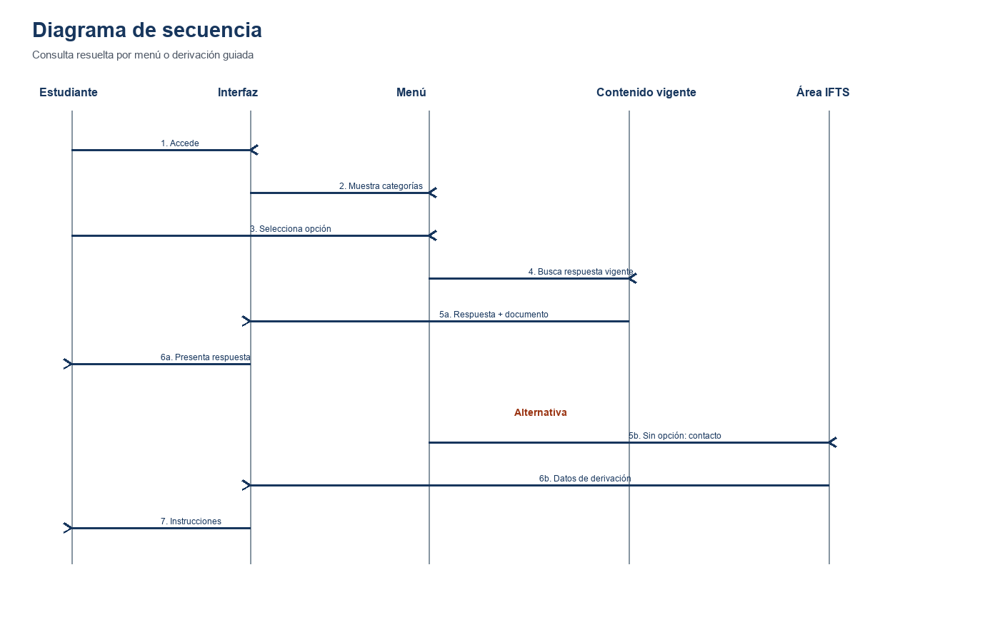 Diagrama de secuencia
Consulta resuelta por menú o derivación guiada
Estudiante Interfaz Menú Contenido vigente Área IFTS
1. Accede
2. Muestra categorías
3. Selecciona opción
4. Busca respuesta vigente
5a. Respuesta + documento
6a. Presenta respuesta
Alternativa
5b. Sin opción: contacto
6b. Datos de derivación
7. Instrucciones